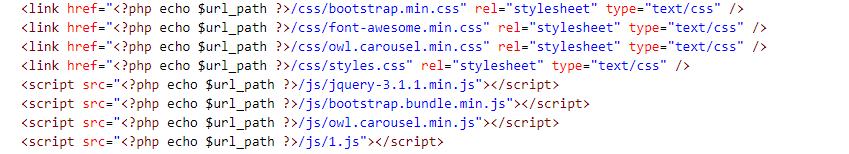 <link href="<?php echo $url_path ?>/css/bootstrap.min.css" rel="stylesheet" type="text/css" />
<link href="<?php echo $url_path ?>/css/font-awesome.min.css" rel="stylesheet" type="text/css" />
<link href="<?php echo $url_path ?>/css/owl.carousel.min.css" rel="stylesheet" type="text/css" />
<link href="<?php echo $url_path ?>/css/styles.css" rel="stylesheet" type="text/css" />
<script src="<?php echo $url_path ?>/js/jquery-3.1.1.min.js"></script>
<script src="<?php echo $url_path ?>/js/bootstrap.bundle.min.js"></script>
<script src="<?php echo $url_path ?>/js/owl.carousel.min.js"></script>
<script src="<?php echo $url_path ?>/js/1.js"></script>